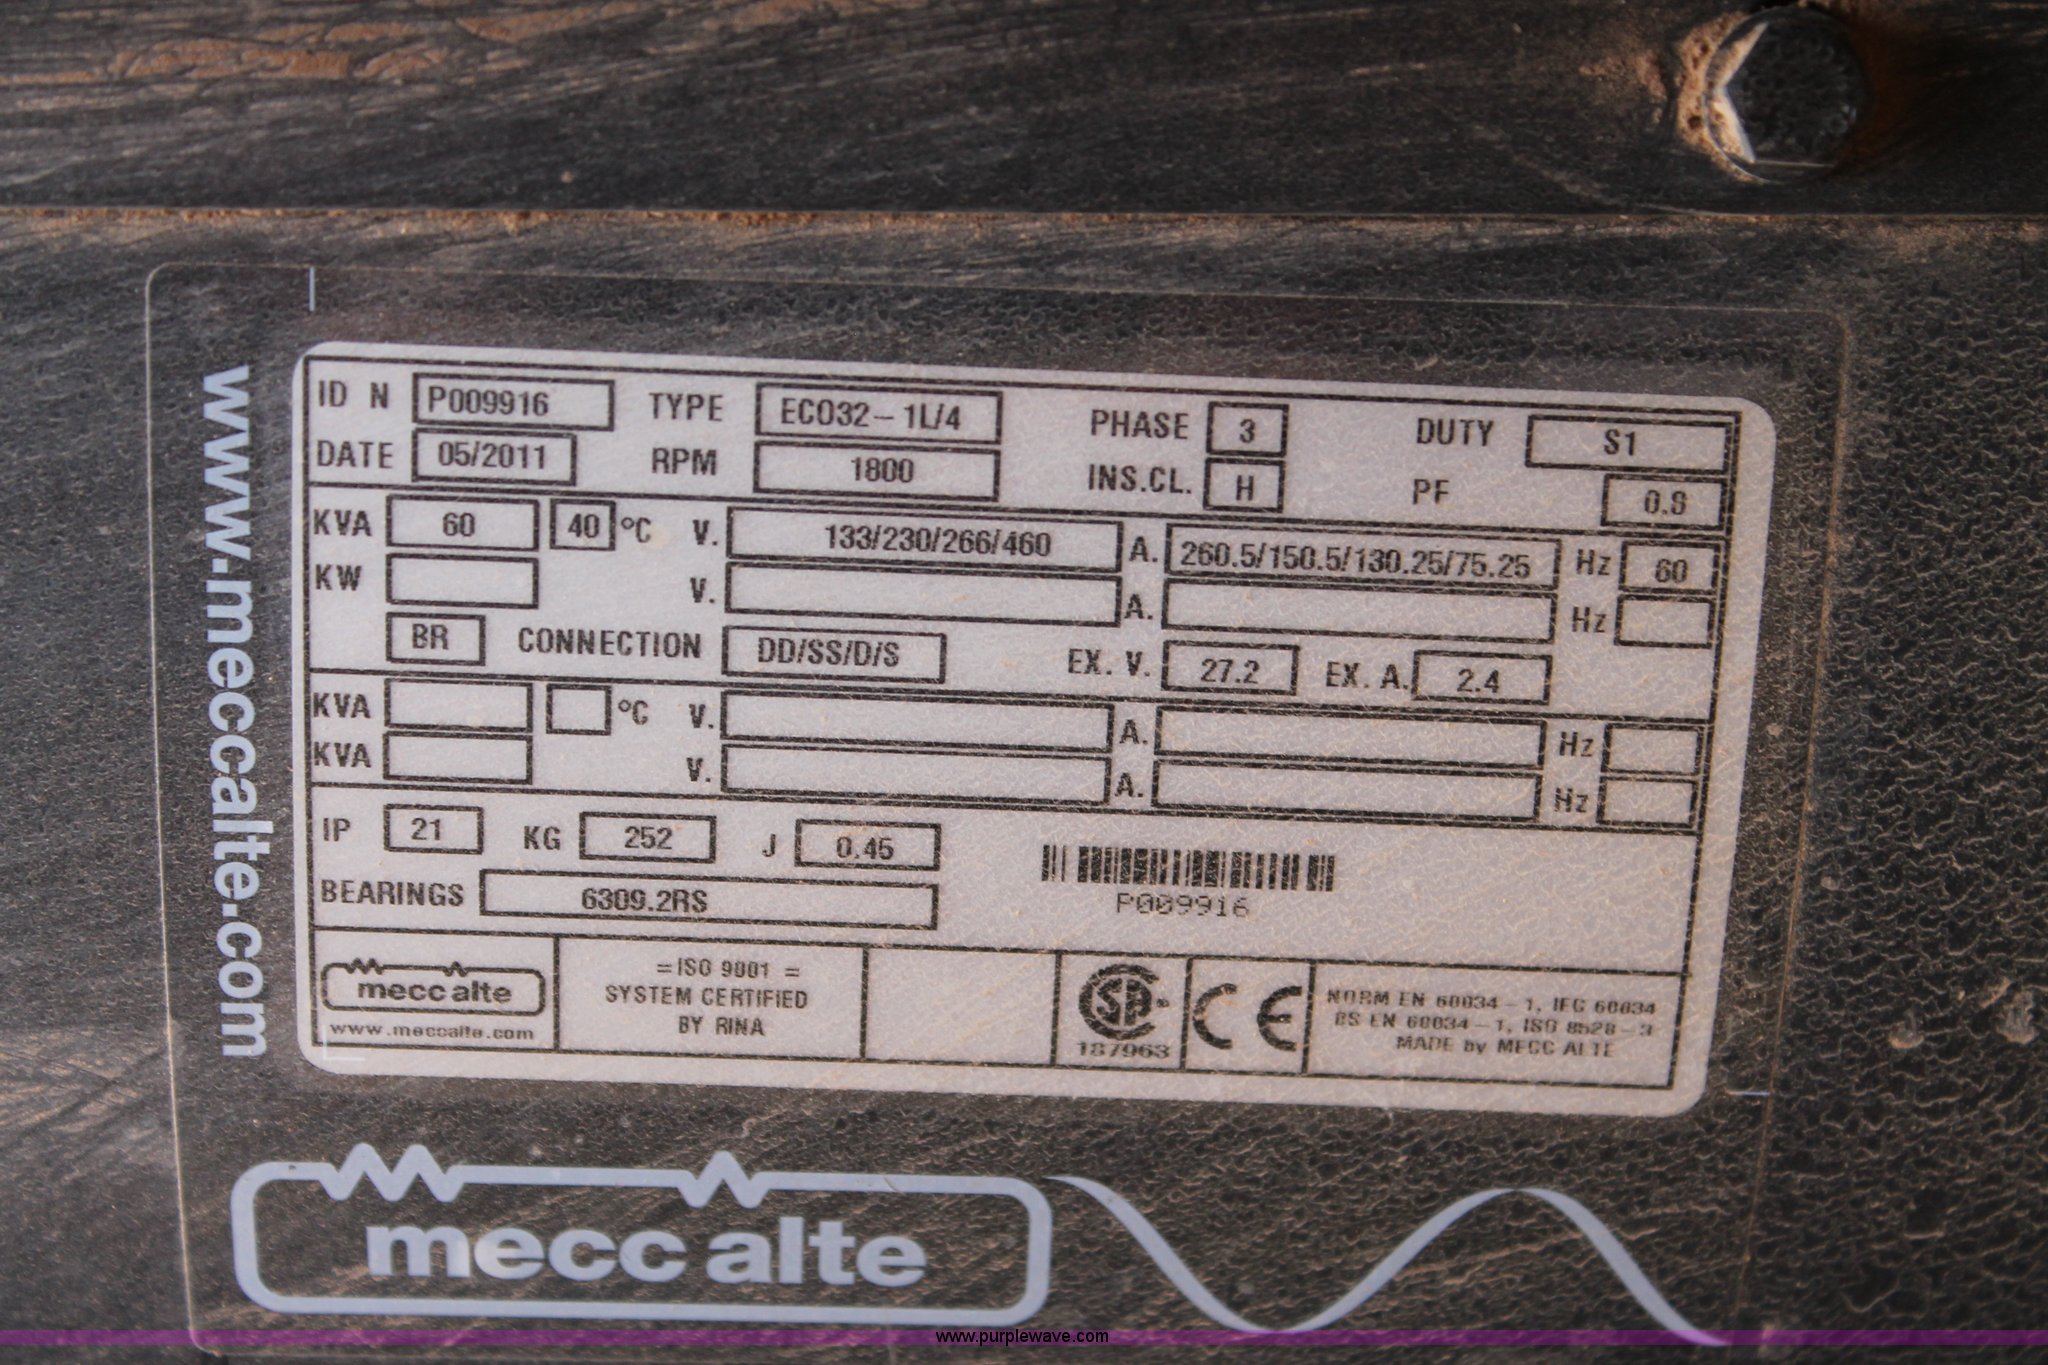 www.meccalte.com
ID N P009916 TYPE ECO32-1L/4 PHASE 3 DUTY S1
DATE 05/2011 RPM 1800 INS.CL. H PF 0.8
KVA 60 40 °C V. 133/230/266/460 A. 260.5/150.5/130.25/75.25 Hz 60
KW V. A. Hz
BR CONNECTION DD/SS/D/S EX. V. 27.2 EX. A. 2.4
KVA °C V. A. Hz
KVA V. A. Hz
IP 21 KG 252 J 0.45
BEARINGS 6309.2RS P009916
mecc alte
www.meccalte.com
=ISO 9001 =
SYSTEM CERTIFIED
BY RINA
SA ®
187963
CE
NORM EN 60034-1, IEC 60034
BS EN 60034-1, ISO 8528-3
MADE by MECC ALTE
mecc alte
www.purplewave.com